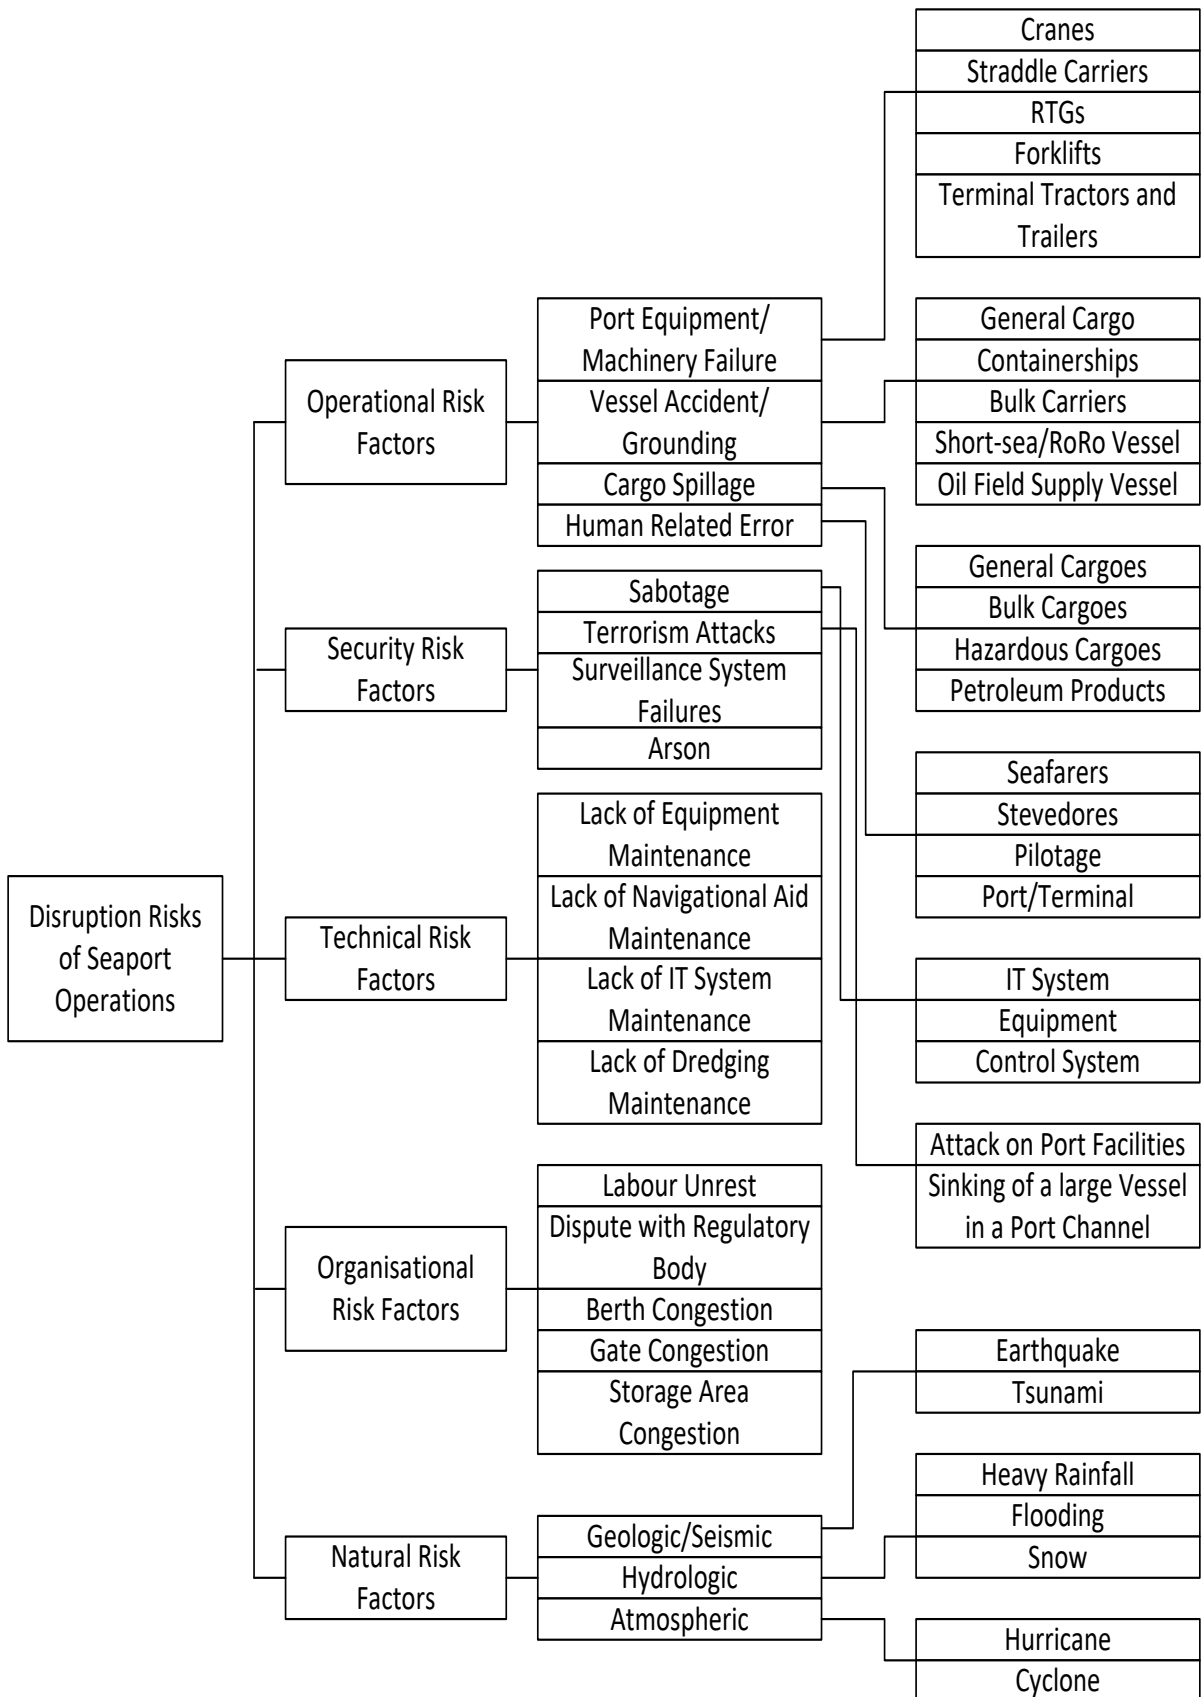 Disruption Risks
of Seaport
Operations
Operational Risk
Factors
Security Risk
Factors
Technical Risk
Factors
Organisational
Risk Factors
Natural Risk
Factors
Port Equipment/
Machinery Failure
Vessel Accident/
Grounding
Cargo Spillage
Human Related Error
Sabotage
Terrorism Attacks
Surveillance System
Failures
Arson
Lack of Equipment
Maintenance
Lack of Navigational Aid
Maintenance
Lack of IT System
Maintenance
Lack of Dredging
Maintenance
Labour Unrest
Dispute with Regulatory
Body
Berth Congestion
Gate Congestion
Storage Area
Congestion
Geologic/Seismic
Hydrologic
Atmospheric
Cranes
Straddle Carriers
RTGs
Forklifts
Terminal Tractors and
Trailers
General Cargo
Containerships
Bulk Carriers
Short-sea/RoRo Vessel
Oil Field Supply Vessel
General Cargoes
Bulk Cargoes
Hazardous Cargoes
Petroleum Products
Seafarers
Stevedores
Pilotage
Port/Terminal
IT System
Equipment
Control System
Attack on Port Facilities
Sinking of a large Vessel
in a Port Channel
Earthquake
Tsunami
Heavy Rainfall
Flooding
Snow
Hurricane
Cyclone